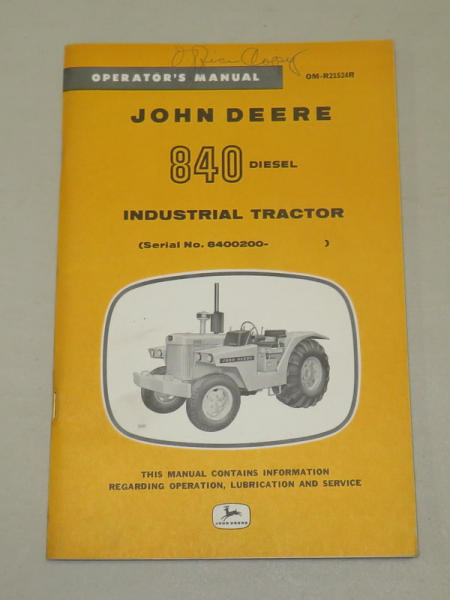 OPERATOR'S MANUAL
OM-R21524R
JOHN DEERE
840 DIESEL
INDUSTRIAL TRACTOR
(Serial No. 8400200- )
JOHN DEERE
THIS MANUAL CONTAINS INFORMATION
REGARDING OPERATION, LUBRICATION AND SERVICE
JOHN DEERE